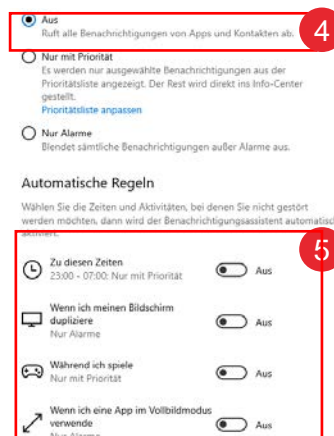 Aus
Ruft alle Benachrichtigungen von Apps und Kontakten ab.
4
Nur mit Priorität
Es werden nur ausgewählte Benachrichtigungen aus der
Prioritätsliste angezeigt. Der Rest wird direkt ins Info-Center
gestellt.
Prioritätsliste anpassen
Nur Alarme
Blendet sämtliche Benachrichtigungen außer Alarme aus.
Automatische Regeln
Wählen Sie die Zeiten und Aktivitäten, bei denen Sie nicht gestört
werden möchten, dann wird der Benachrichtigungsassistent automatisch
aktiviert.
5
Zu diesen Zeiten
23:00 - 07:00: Nur mit Priorität
Aus
Wenn ich meinen Bildschirm
dupliziere
Nur Alarme
Aus
Während ich spiele
Nur mit Priorität
Aus
Wenn ich eine App im Vollbildmodus
verwende
Nur Alarme
Aus